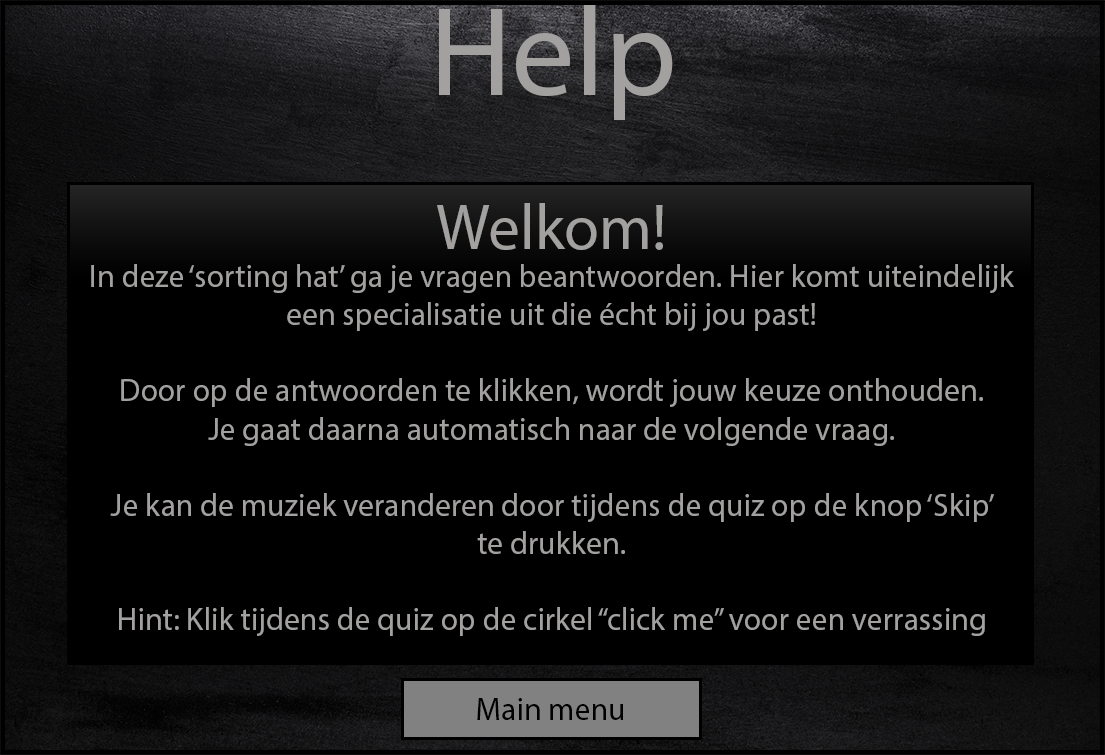 Help
Welkom!
In deze ‘sorting hat’ ga je vragen beantwoorden. Hier komt uiteindelijk
een specialisatie uit die écht bij jou past!
Door op de antwoorden te klikken, wordt jouw keuze onthouden.
Je gaat daarna automatisch naar de volgende vraag.
Je kan de muziek veranderen door tijdens de quiz op de knop ‘Skip’
te drukken.
Hint: Klik tijdens de quiz op de cirkel “click me” voor een verrassing
Main menu